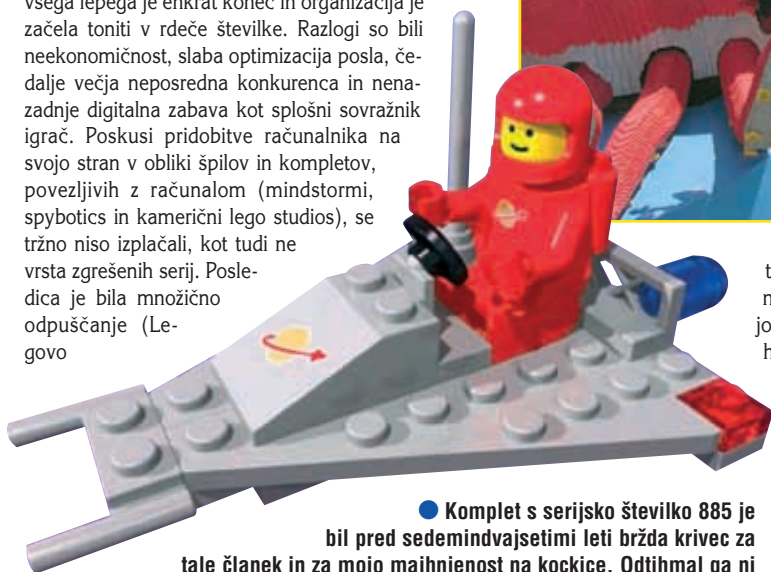 vsega lepega je enkrat konec in organizacija je
začela toniti v rdeče številke. Razlogi so bili
neekonomičnost, slaba optimizacija posla, če-
dalje večja neposredna konkurenca in nena-
zadnje digitalna zabava kot splošni sovražnik
igrač. Poskusi pridobitve računalnika na
svojo stran v obliki špilov in kompletov,
povezljivih z računalom (mindstormi,
spybotics in kamerični lego studios), se
tržno niso izplačali, kot tudi ne
vrsta zgrešenih serij. Posle-
dica je bila množično
odpuščanje (Le-
govo
● Komplet s serijsko številko 885 je
bil pred sedemindvajsetimi leti bržda krivec za
tale članek in za mojo majhnjenost na kockice. Odtihmal ga ni